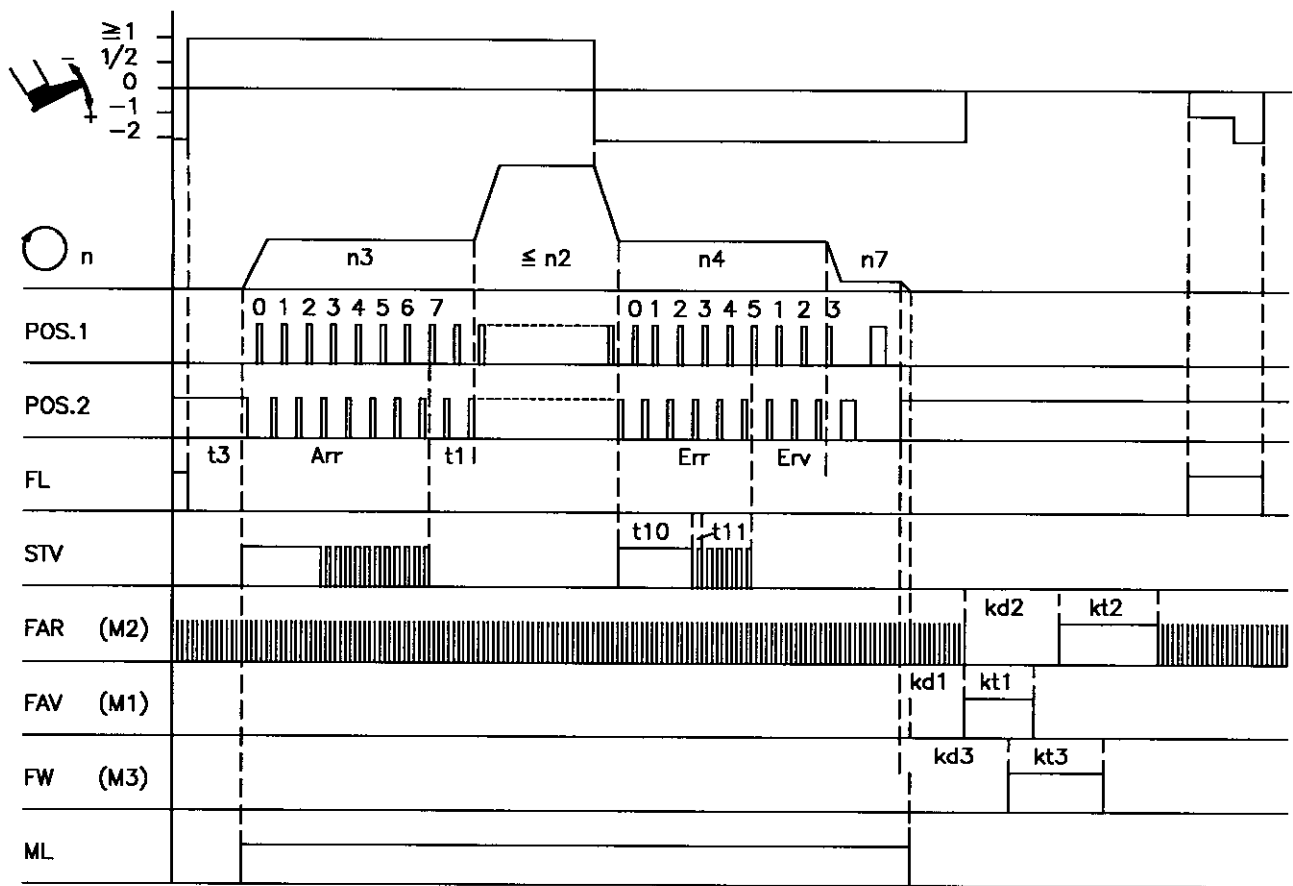 ≧1
1/2
0
-1
-2
−
+
n
n3
≦ n2
n4
n7
POS.1
0 1 2 3 4 5 6 7
0 1 2 3 4 5 1 2 3
POS.2
t3
Arr
t1
Err
Erv
FL
STV
t10
t11
FAR (M2)
kd2
kt2
FAV (M1)
kd1
kt1
FW (M3)
kd3
kt3
ML